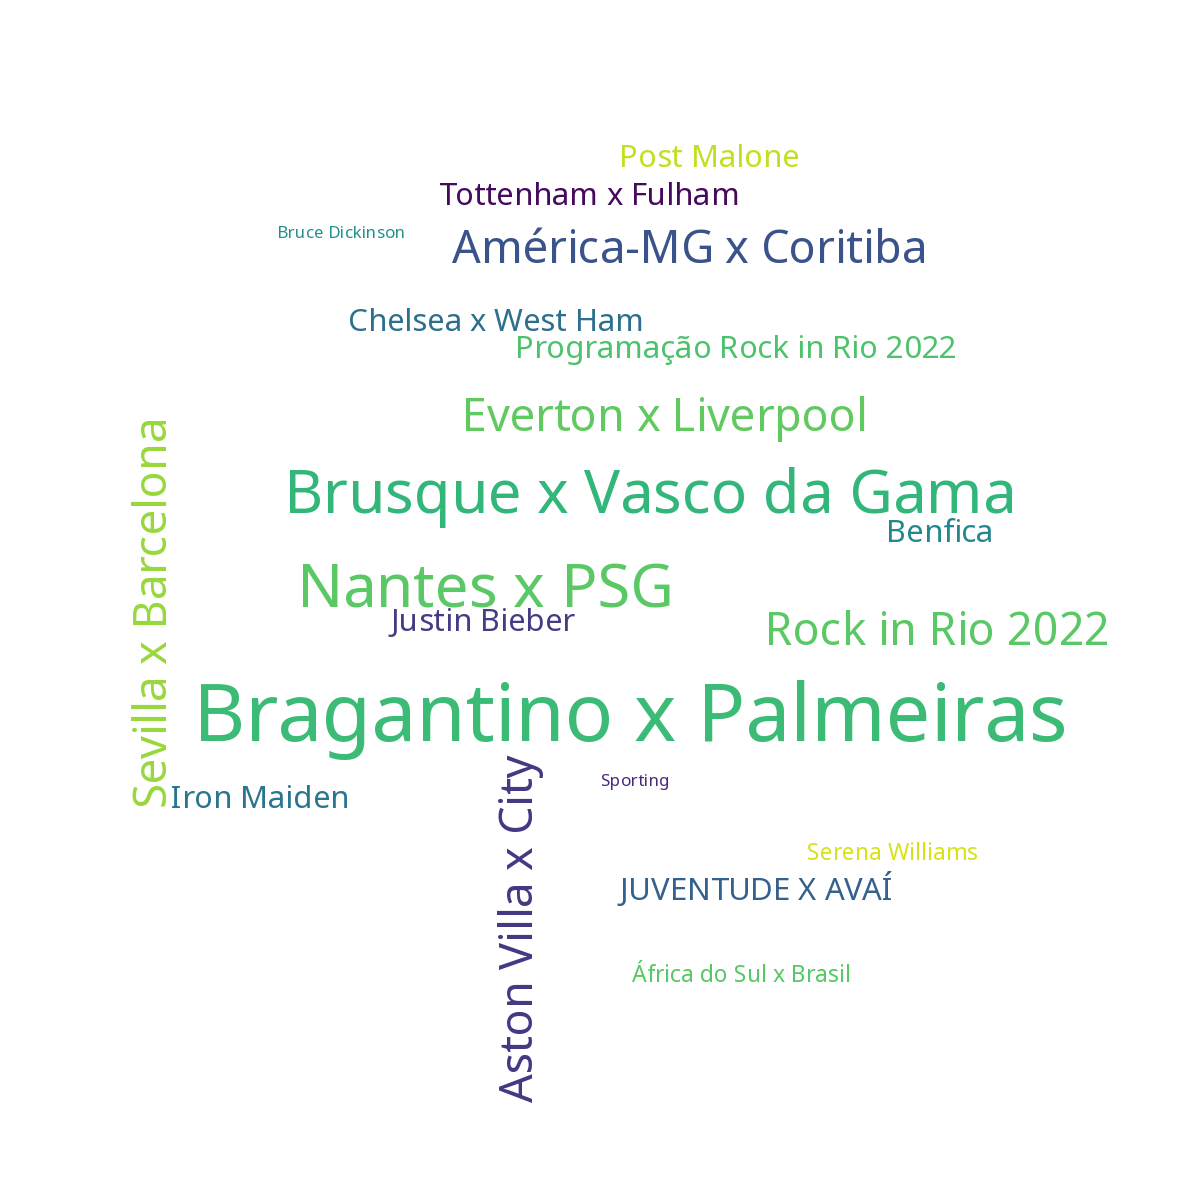 Post Malone
Tottenham x Fulham
Bruce Dickinson
América-MG x Coritiba
Chelsea x West Ham
Programação Rock in Rio 2022
Everton x Liverpool
Sevilla x Barcelona
Brusque x Vasco da Gama
Benfica
Nantes x PSG
Justin Bieber
Rock in Rio 2022
Bragantino x Palmeiras
Iron Maiden
Aston Villa x City
Sporting
Serena Williams
JUVENTUDE X AVAÍ
África do Sul x Brasil